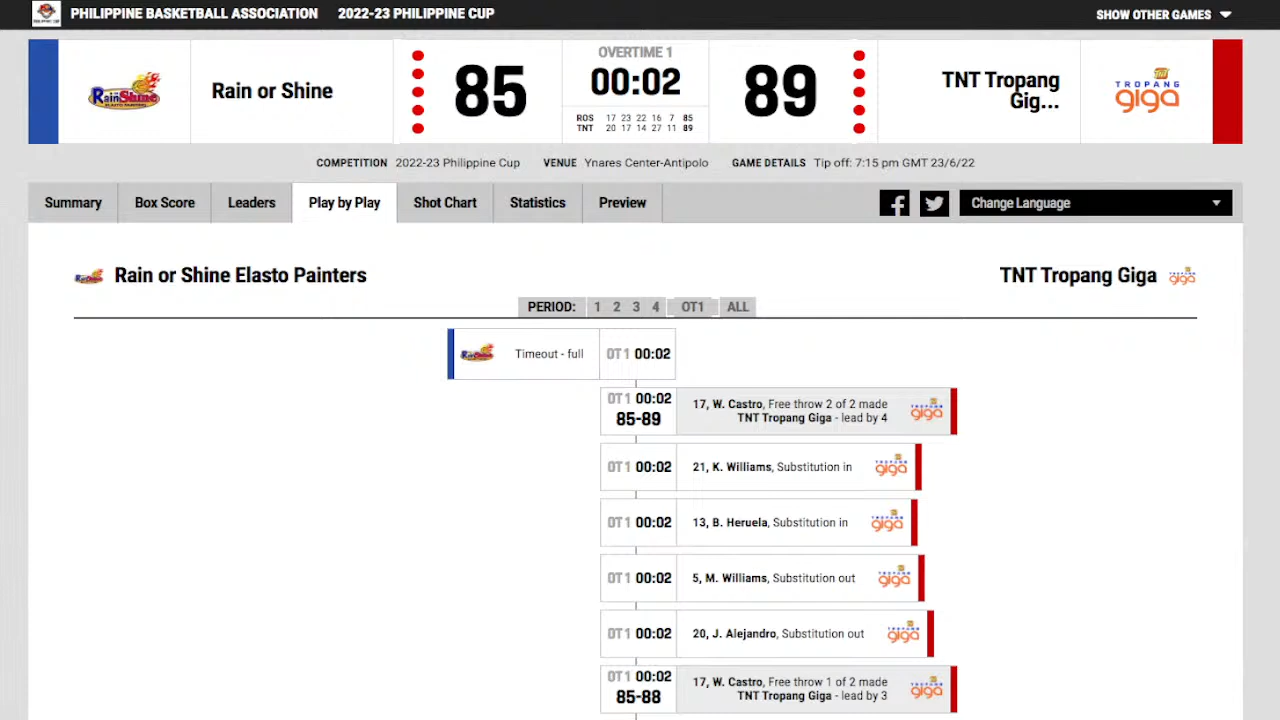 PHILIPPINE BASKETBALL ASSOCIATION 2022-23 PHILIPPINE CUP SHOW OTHER GAMES
Rain or Shine
85
OVERTIME 1
00:02
ROS 17 23 22 16 7 85
TNT 20 17 14 27 11 89
89
TNT Tropang
Gig...
TROPANG
giga
COMPETITION 2022-23 Philippine Cup VENUE Ynares Center-Antipolo GAME DETAILS Tip off: 7:15 pm GMT 23/6/22
Summary Box Score Leaders Play by Play Shot Chart Statistics Preview Change Language
Rain or Shine Elasto Painters TNT Tropang Giga
PERIOD: 1 2 3 4 OT1 ALL
Timeout - full OT1 00:02
OT1 00:02 17, W. Castro, Free throw 2 of 2 made
85-89 TNT Tropang Giga - lead by 4
OT1 00:02 21, K. Williams, Substitution in
OT1 00:02 13, B. Heruela, Substitution in
OT1 00:02 5, M. Williams, Substitution out
OT1 00:02 20, J. Alejandro, Substitution out
OT1 00:02 17, W. Castro, Free throw 1 of 2 made
85-88 TNT Tropang Giga - lead by 3